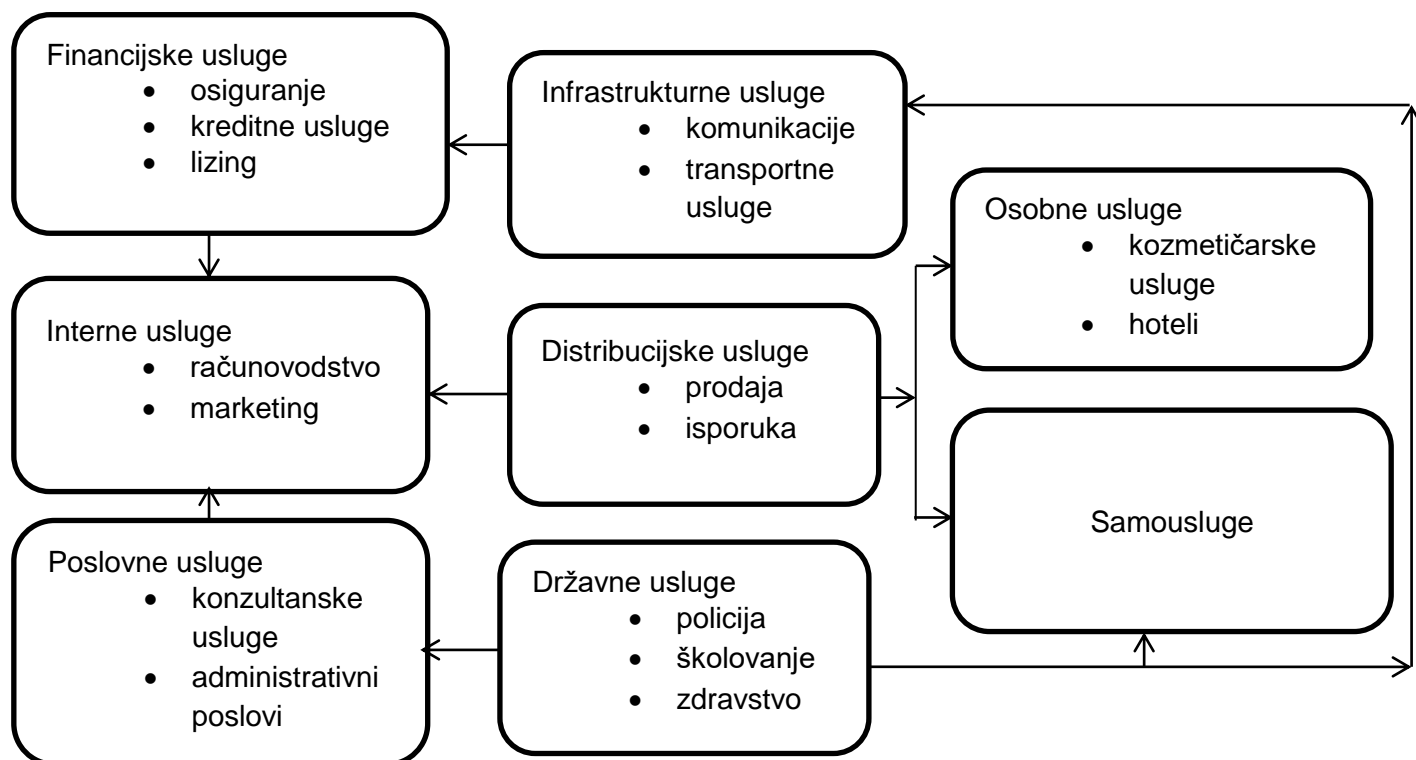 Financijske usluge
• osiguranje
• kreditne usluge
• lizing
Infrastrukturne usluge
• komunikacije
• transportne
usluge
Osobne usluge
• kozmetičarske
usluge
• hoteli
Interne usluge
• računovodstvo
• marketing
Distribucijske usluge
• prodaja
• isporuka
Samousluge
Poslovne usluge
• konzultanske
usluge
• administrativni
poslovi
Državne usluge
• policija
• školovanje
• zdravstvo